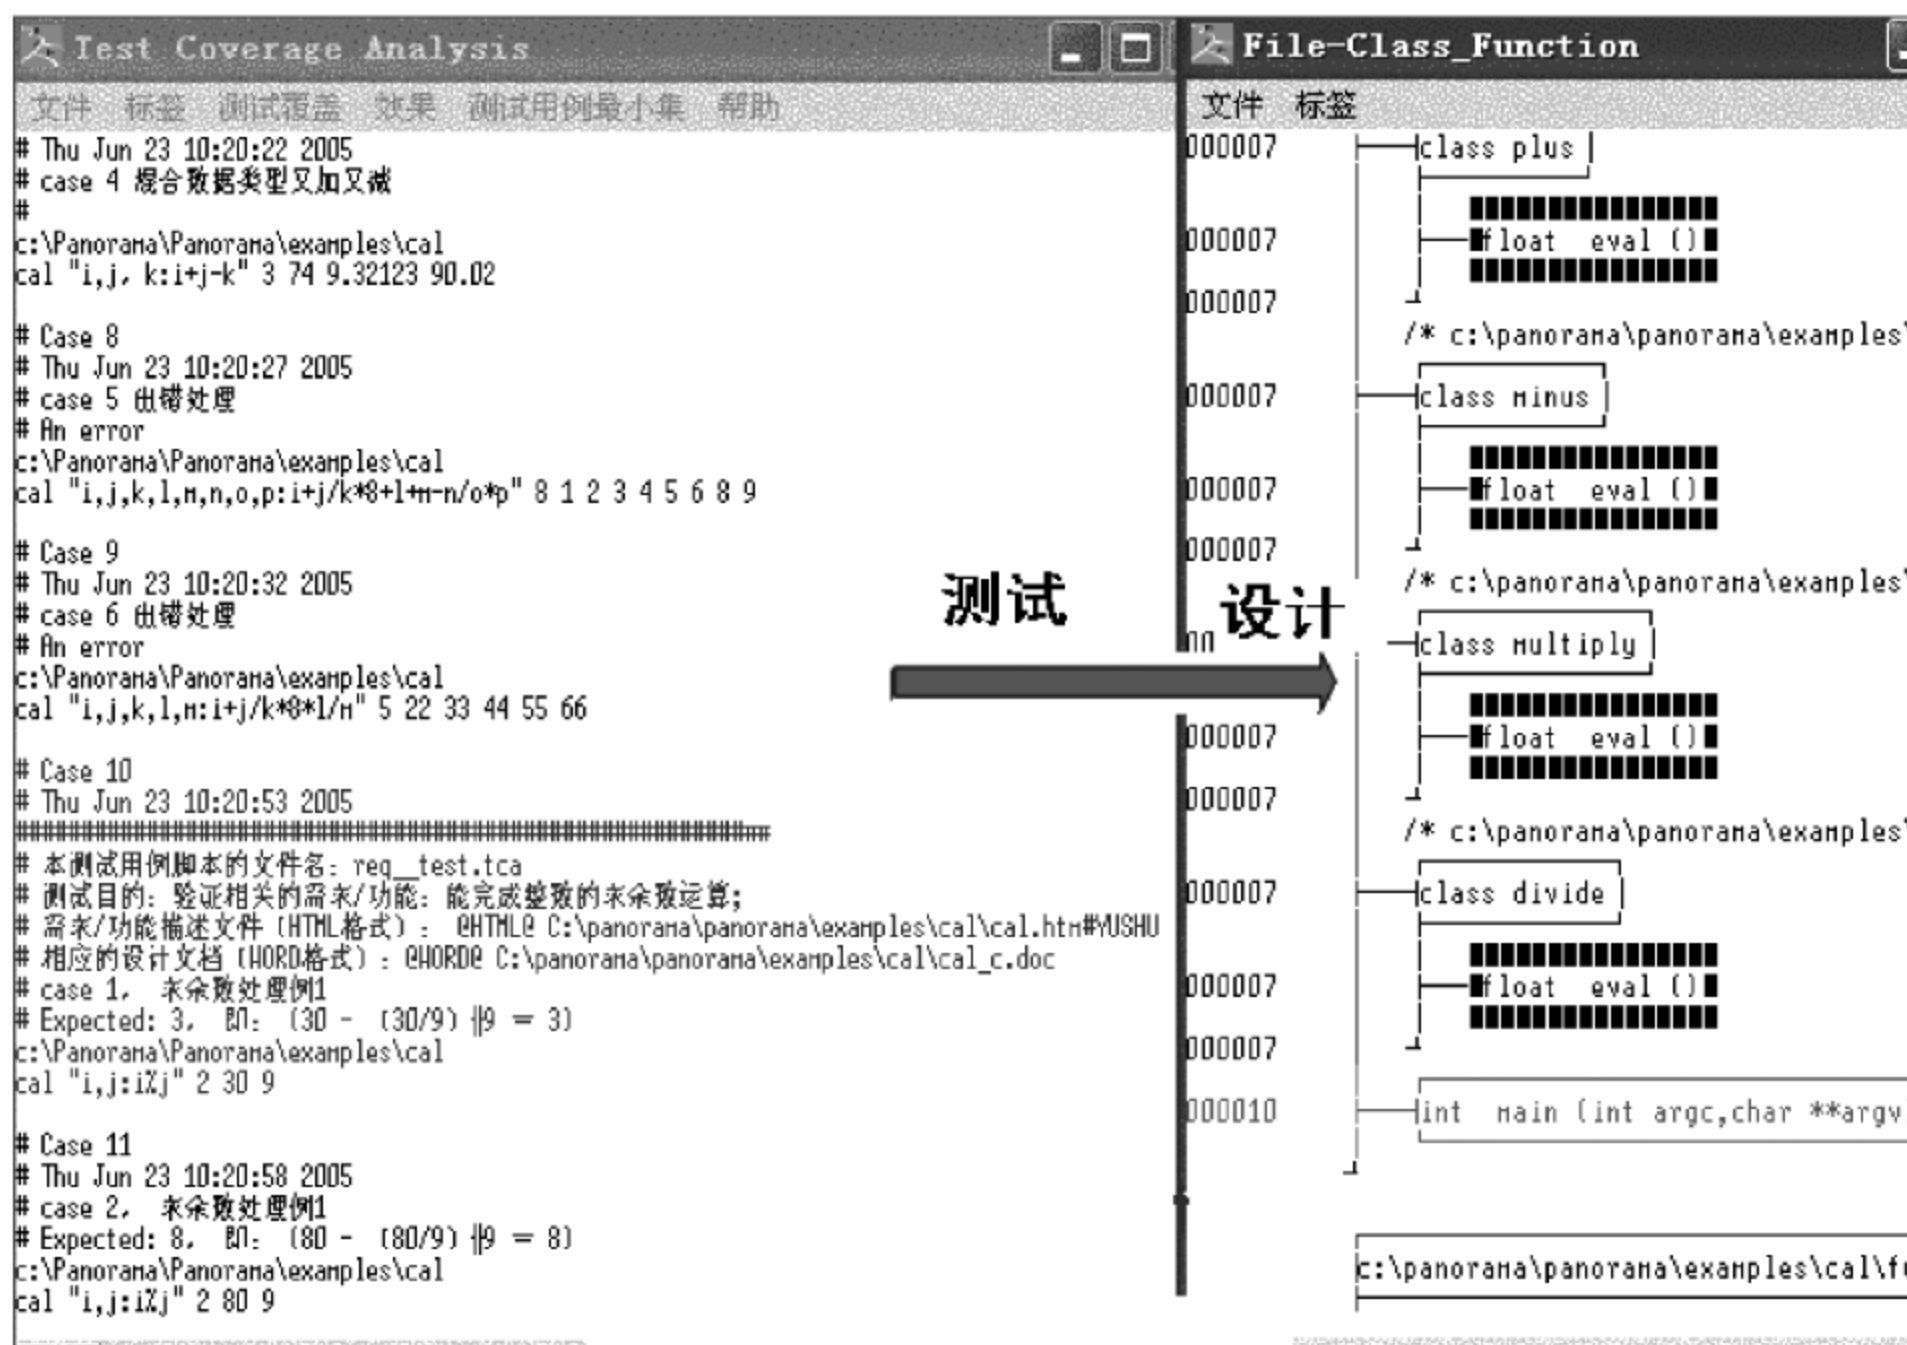 Test Coverage Analysis
文件 标签 测试覆盖 效果 测试用例最小集 帮助
# Thu Jun 23 10:20:22 2005
# case 4 混合数据类型又加又减
#
c:\Panorama\Panorama\examples\cal
cal "i,j, k:i+j-k" 3 74 9.32123 90.02
# Case 8
# Thu Jun 23 10:20:27 2005
# case 5 出错处理
# An error
c:\Panorama\Panorama\examples\cal
cal "i,j,k,l,m,n,o,p:i+j/k*8+l+m-n/o*p" 8 1 2 3 4 5 6 8 9
# Case 9
# Thu Jun 23 10:20:32 2005
# case 6 出错处理
# An error
c:\Panorama\Panorama\examples\cal
cal "i,j,k,l,m:i+j/k*8*l/m" 5 22 33 44 55 66
# Case 10
# Thu Jun 23 10:20:53 2005
# 本测试用例脚本的文件名: req__test.tca
# 测试目的: 验证相关的需求/功能: 能完成整数的求余数运算;
# 需求/功能描述文件 (HTML格式) : @HTML@ C:\panorama\panorama\examples\cal\cal.htm#YUSHU
# 相应的设计文档 (WORD格式) : @WORD@ C:\panorama\panorama\examples\cal\cal_c.doc
# case 1, 求余数处理例1
# Expected: 3, 即: (30 - (30/9) *9 = 3)
c:\Panorama\Panorama\examples\cal
cal "i,j:i%j" 2 30 9
# Case 11
# Thu Jun 23 10:20:58 2005
# case 2, 求余数处理例1
# Expected: 8, 即: (80 - (80/9) *9 = 8)
c:\Panorama\Panorama\examples\cal
cal "i,j:i%j" 2 80 9
测试 设计
File-Class_Function
文件 标签
000007 class plus
000007 float eval ()
000007
/* c:\panorama\panorama\examples\
000007 class minus
000007 float eval ()
000007
/* c:\panorama\panorama\examples\
00 class multiply
000007 float eval ()
000007
/* c:\panorama\panorama\examples\
000007 class divide
000007 float eval ()
000007
000010 int main (int argc,char **argv
c:\panorama\panorama\examples\cal\f